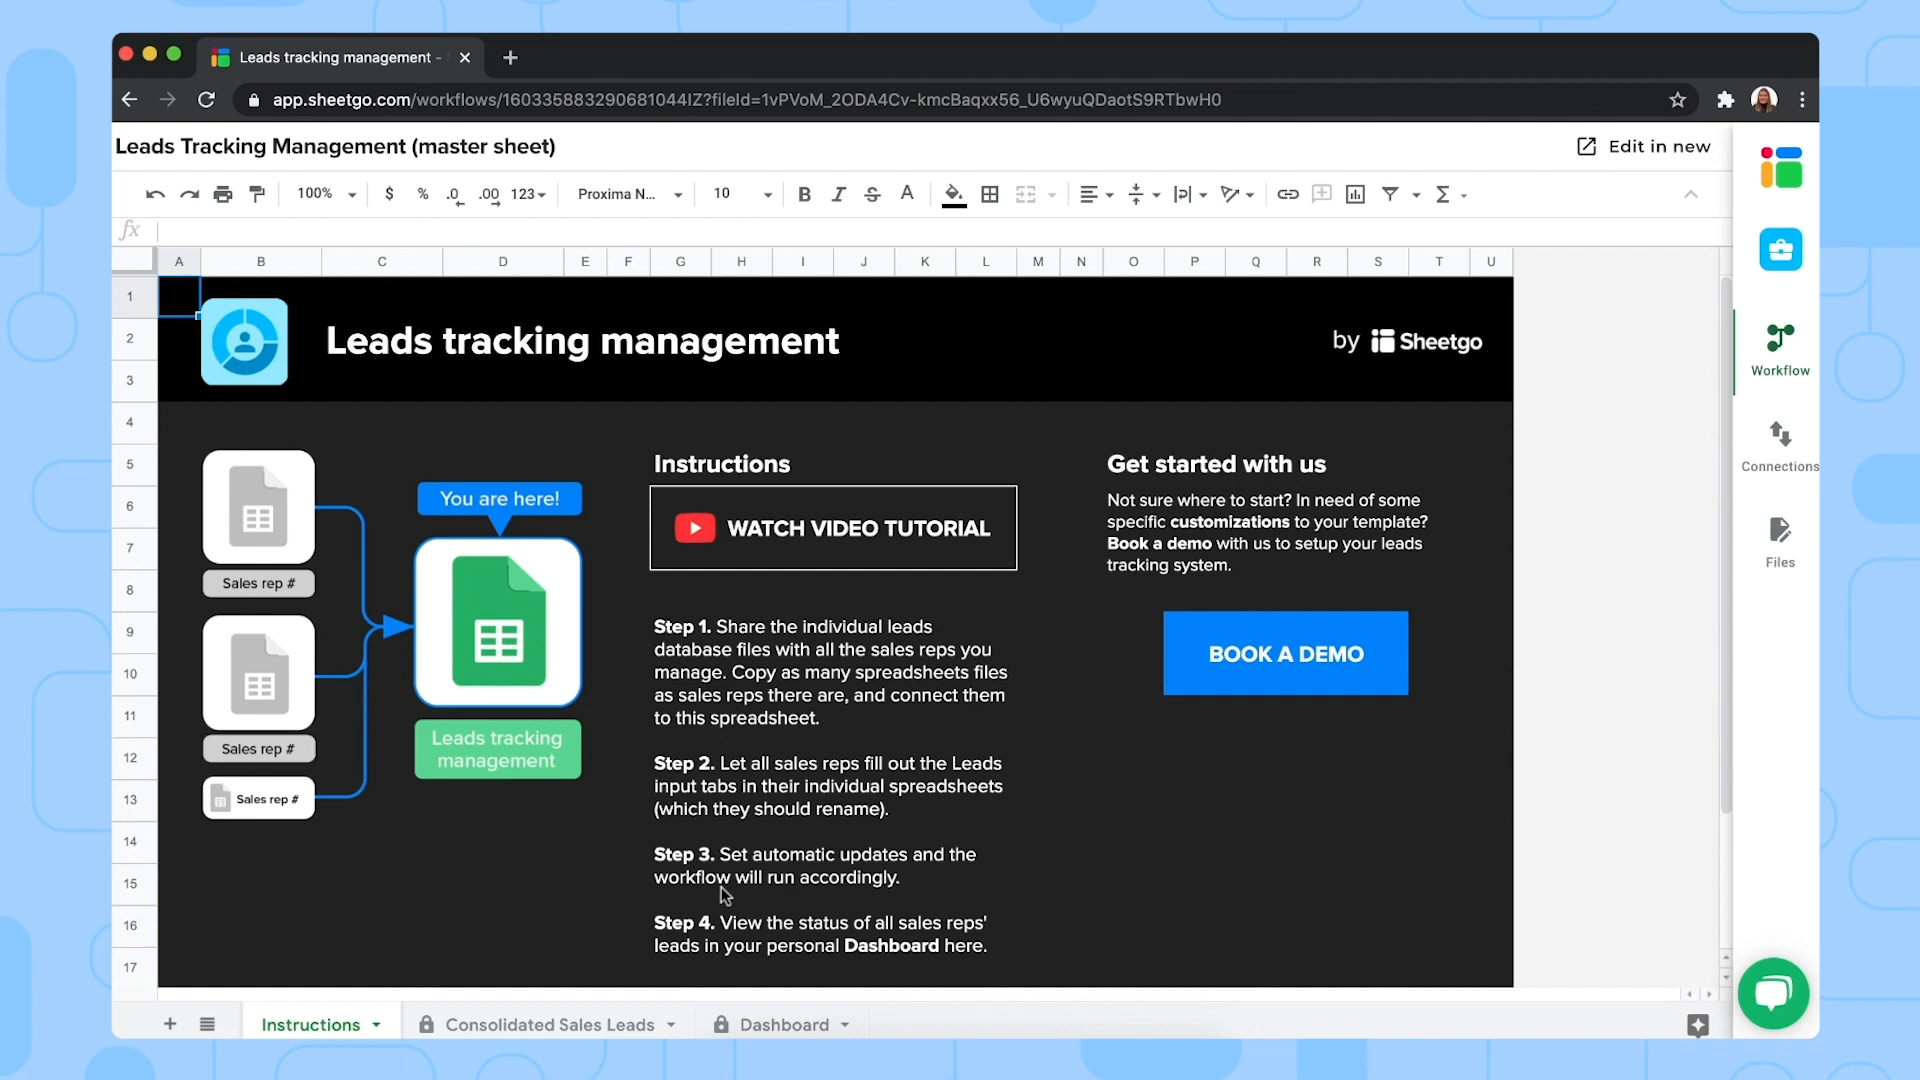 Leads tracking management -
app.sheetgo.com/workflows/160335883290681044IZ?fileId=1vPVoM_2ODA4Cv-kmcBaqxx56_U6wyuQDaotS9RTbwH0
Leads Tracking Management (master sheet)
Edit in new
100% $ % .0 .00 123 Proxima N... 10 B I S A Σ
fx
A B C D E F G H I J K L M N O P Q R S T U
1
2
3
4
5
6
7
8
9
10
11
12
13
14
15
16
17
Leads tracking management
by Sheetgo
Sales rep #
Sales rep #
Sales rep #
You are here!
Leads tracking
management
Instructions
WATCH VIDEO TUTORIAL
Step 1. Share the individual leads
database files with all the sales reps you
manage. Copy as many spreadsheets files
as sales reps there are, and connect them
to this spreadsheet.
Step 2. Let all sales reps fill out the Leads
input tabs in their individual spreadsheets
(which they should rename).
Step 3. Set automatic updates and the
workflow will run accordingly.
Step 4. View the status of all sales reps'
leads in your personal Dashboard here.
Get started with us
Not sure where to start? In need of some
specific customizations to your template?
Book a demo with us to setup your leads
tracking system.
BOOK A DEMO
Workflow
Connections
Files
Instructions
Consolidated Sales Leads
Dashboard